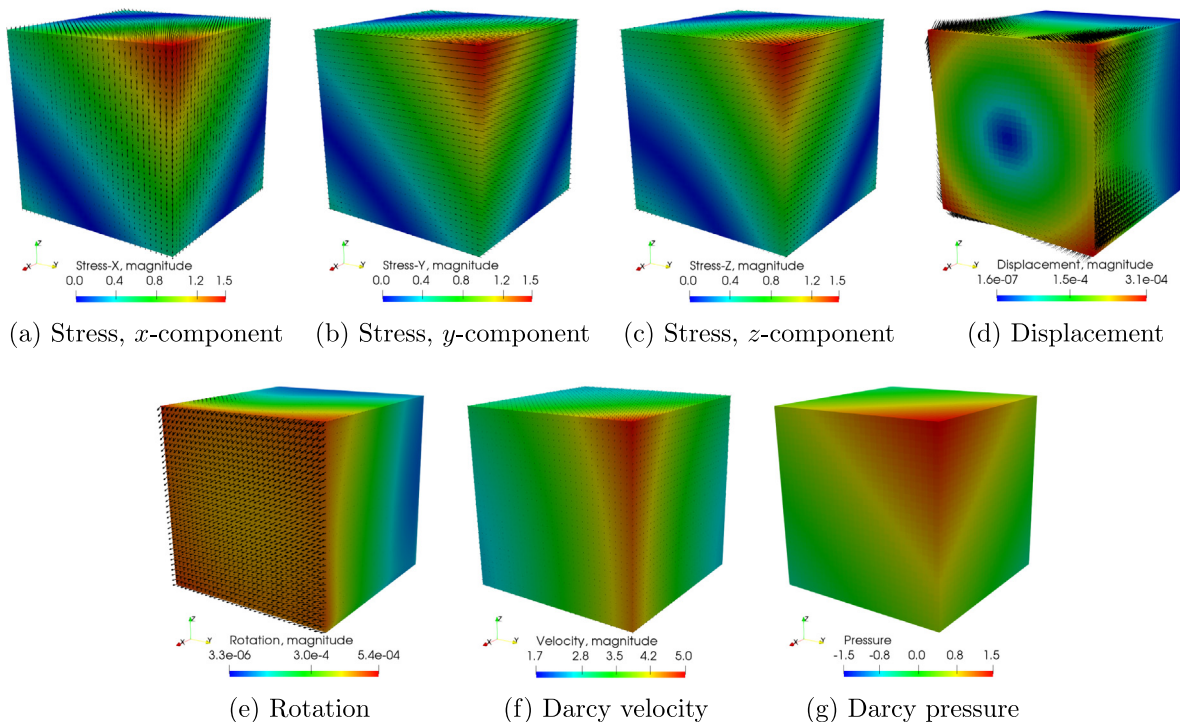 Z
X Y
Stress-X, magnitude
0.0 0.4 0.8 1.2 1.5
(a) Stress, x-component
Z
X Y
Stress-Y, magnitude
0.0 0.4 0.8 1.2 1.5
(b) Stress, y-component
Z
X Y
Stress-Z, magnitude
0.0 0.4 0.8 1.2 1.5
(c) Stress, z-component
Z
X Y
Displacement, magnitude
1.6e-07 1.5e-4 3.1e-04
(d) Displacement
Z
X Y
Rotation, magnitude
3.3e-06 3.0e-4 5.4e-04
(e) Rotation
Z
X Y
Velocity, magnitude
1.7 2.8 3.5 4.2 5.0
(f) Darcy velocity
Z
X Y
Pressure
-1.5 -0.8 0.0 0.8 1.5
(g) Darcy pressure